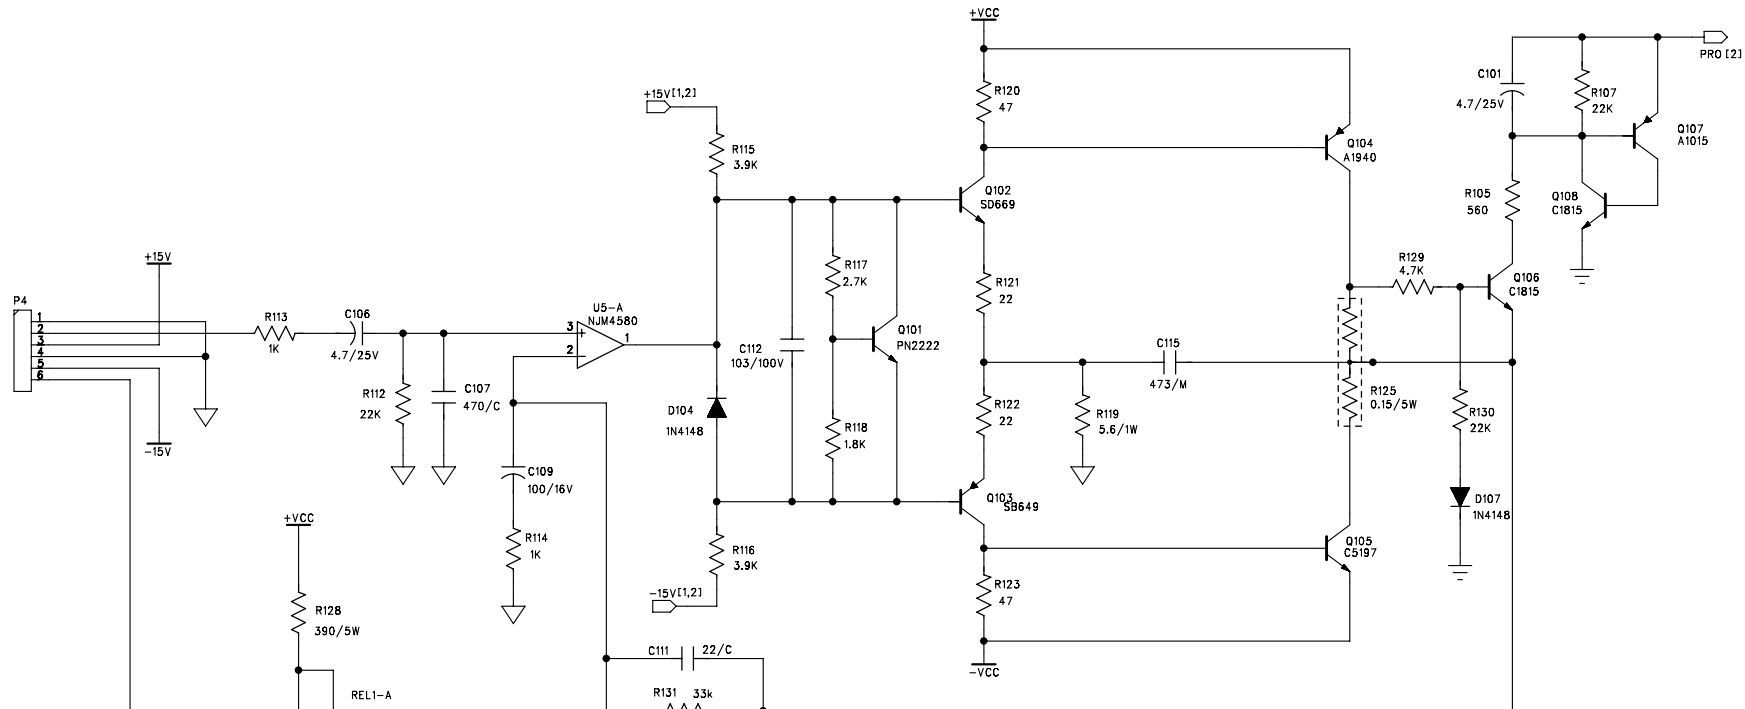 +VCC
PRO [2]
C101
4.7/25V
R107
22K
Q107
A1015
+15V[1,2]
R120
47
R115
3.9K
Q104
A1940
Q102
SD669
R105
560
Q108
C1815
+15V
R117
2.7K
R121
22
R129
4.7K
Q106
C1815
P4
1
2
3
4
5
6
R113
1K
C106
4.7/25V
U5-A
NJM4580
3
+
2
-
1
Q101
PN2222
C112
103/100V
C115
473/M
R112
22K
C107
470/C
D104
1N4148
R122
22
R119
5.6/1W
R125
0.15/5W
R130
22K
R118
1.8K
-15V
C109
100/16V
Q103
SB649
D107
1N4148
+VCC
R114
1K
R116
3.9K
Q105
C5197
-15V[1,2]
R123
47
R128
390/5W
C111
22/C
-VCC
REL1-A
R131
33k